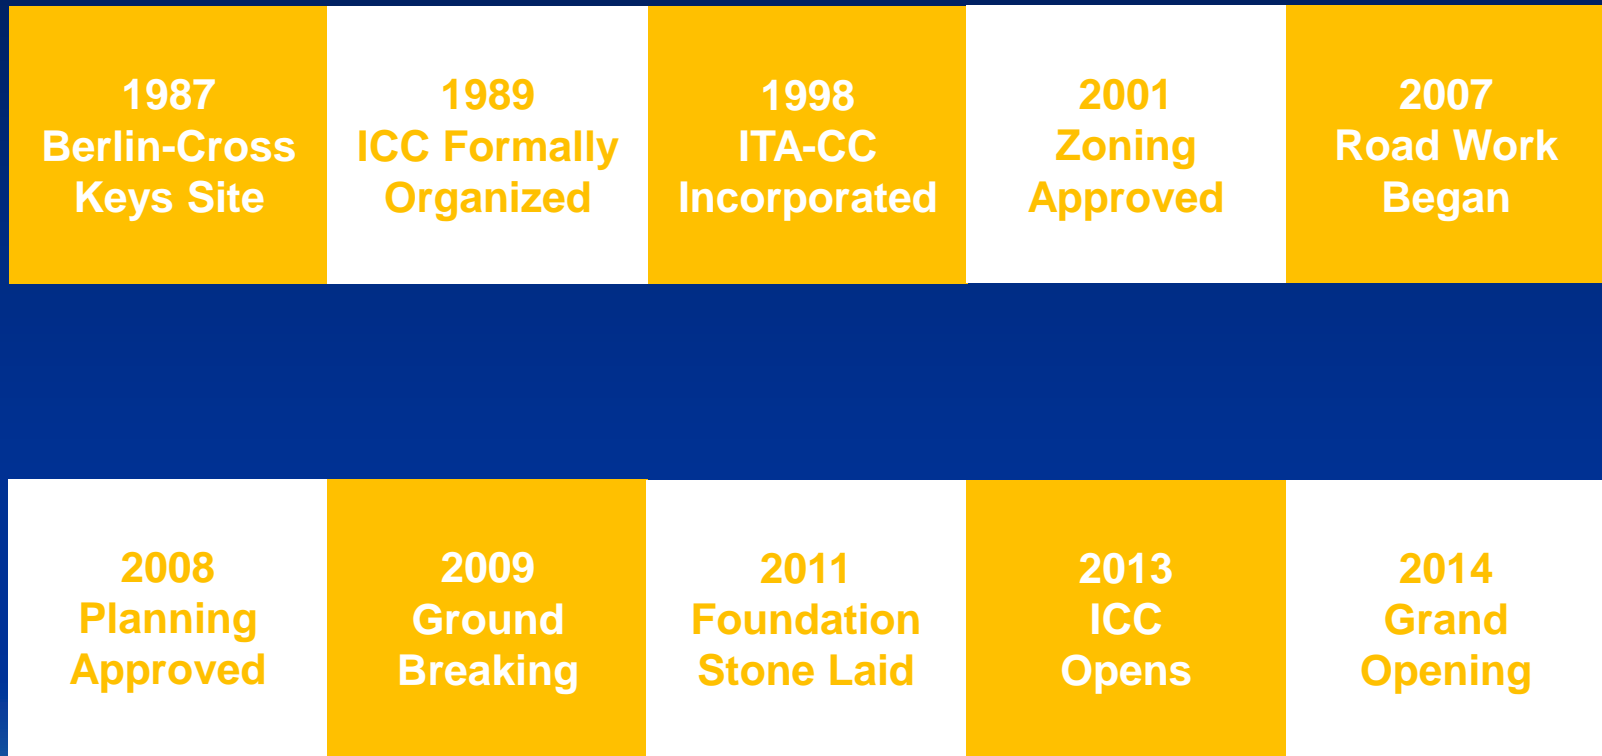 1987
Berlin-Cross
Keys Site
1989
ICC Formally
Organized
1998
ITA-CC
Incorporated
2001
Zoning
Approved
2007
Road Work
Began
2008
Planning
Approved
2009
Ground
Breaking
2011
Foundation
Stone Laid
2013
ICC
Opens
2014
Grand
Opening